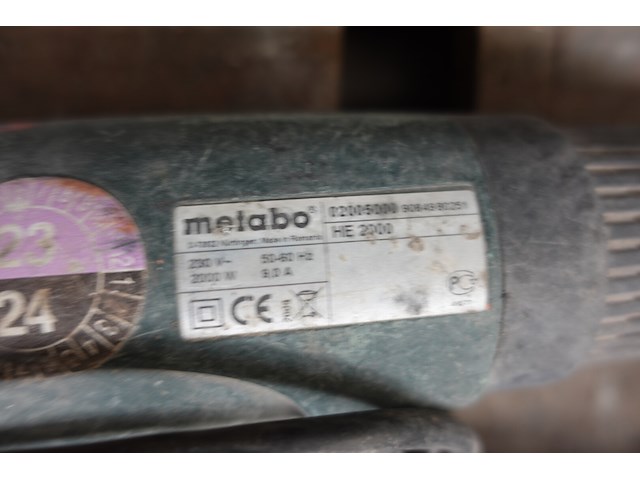 metabo®
02005000
HE 2000
D-72622 Nürtingen, Made in Romania
230 V~ 50-60 Hz
2000 W 9,0 A
CE
23
24